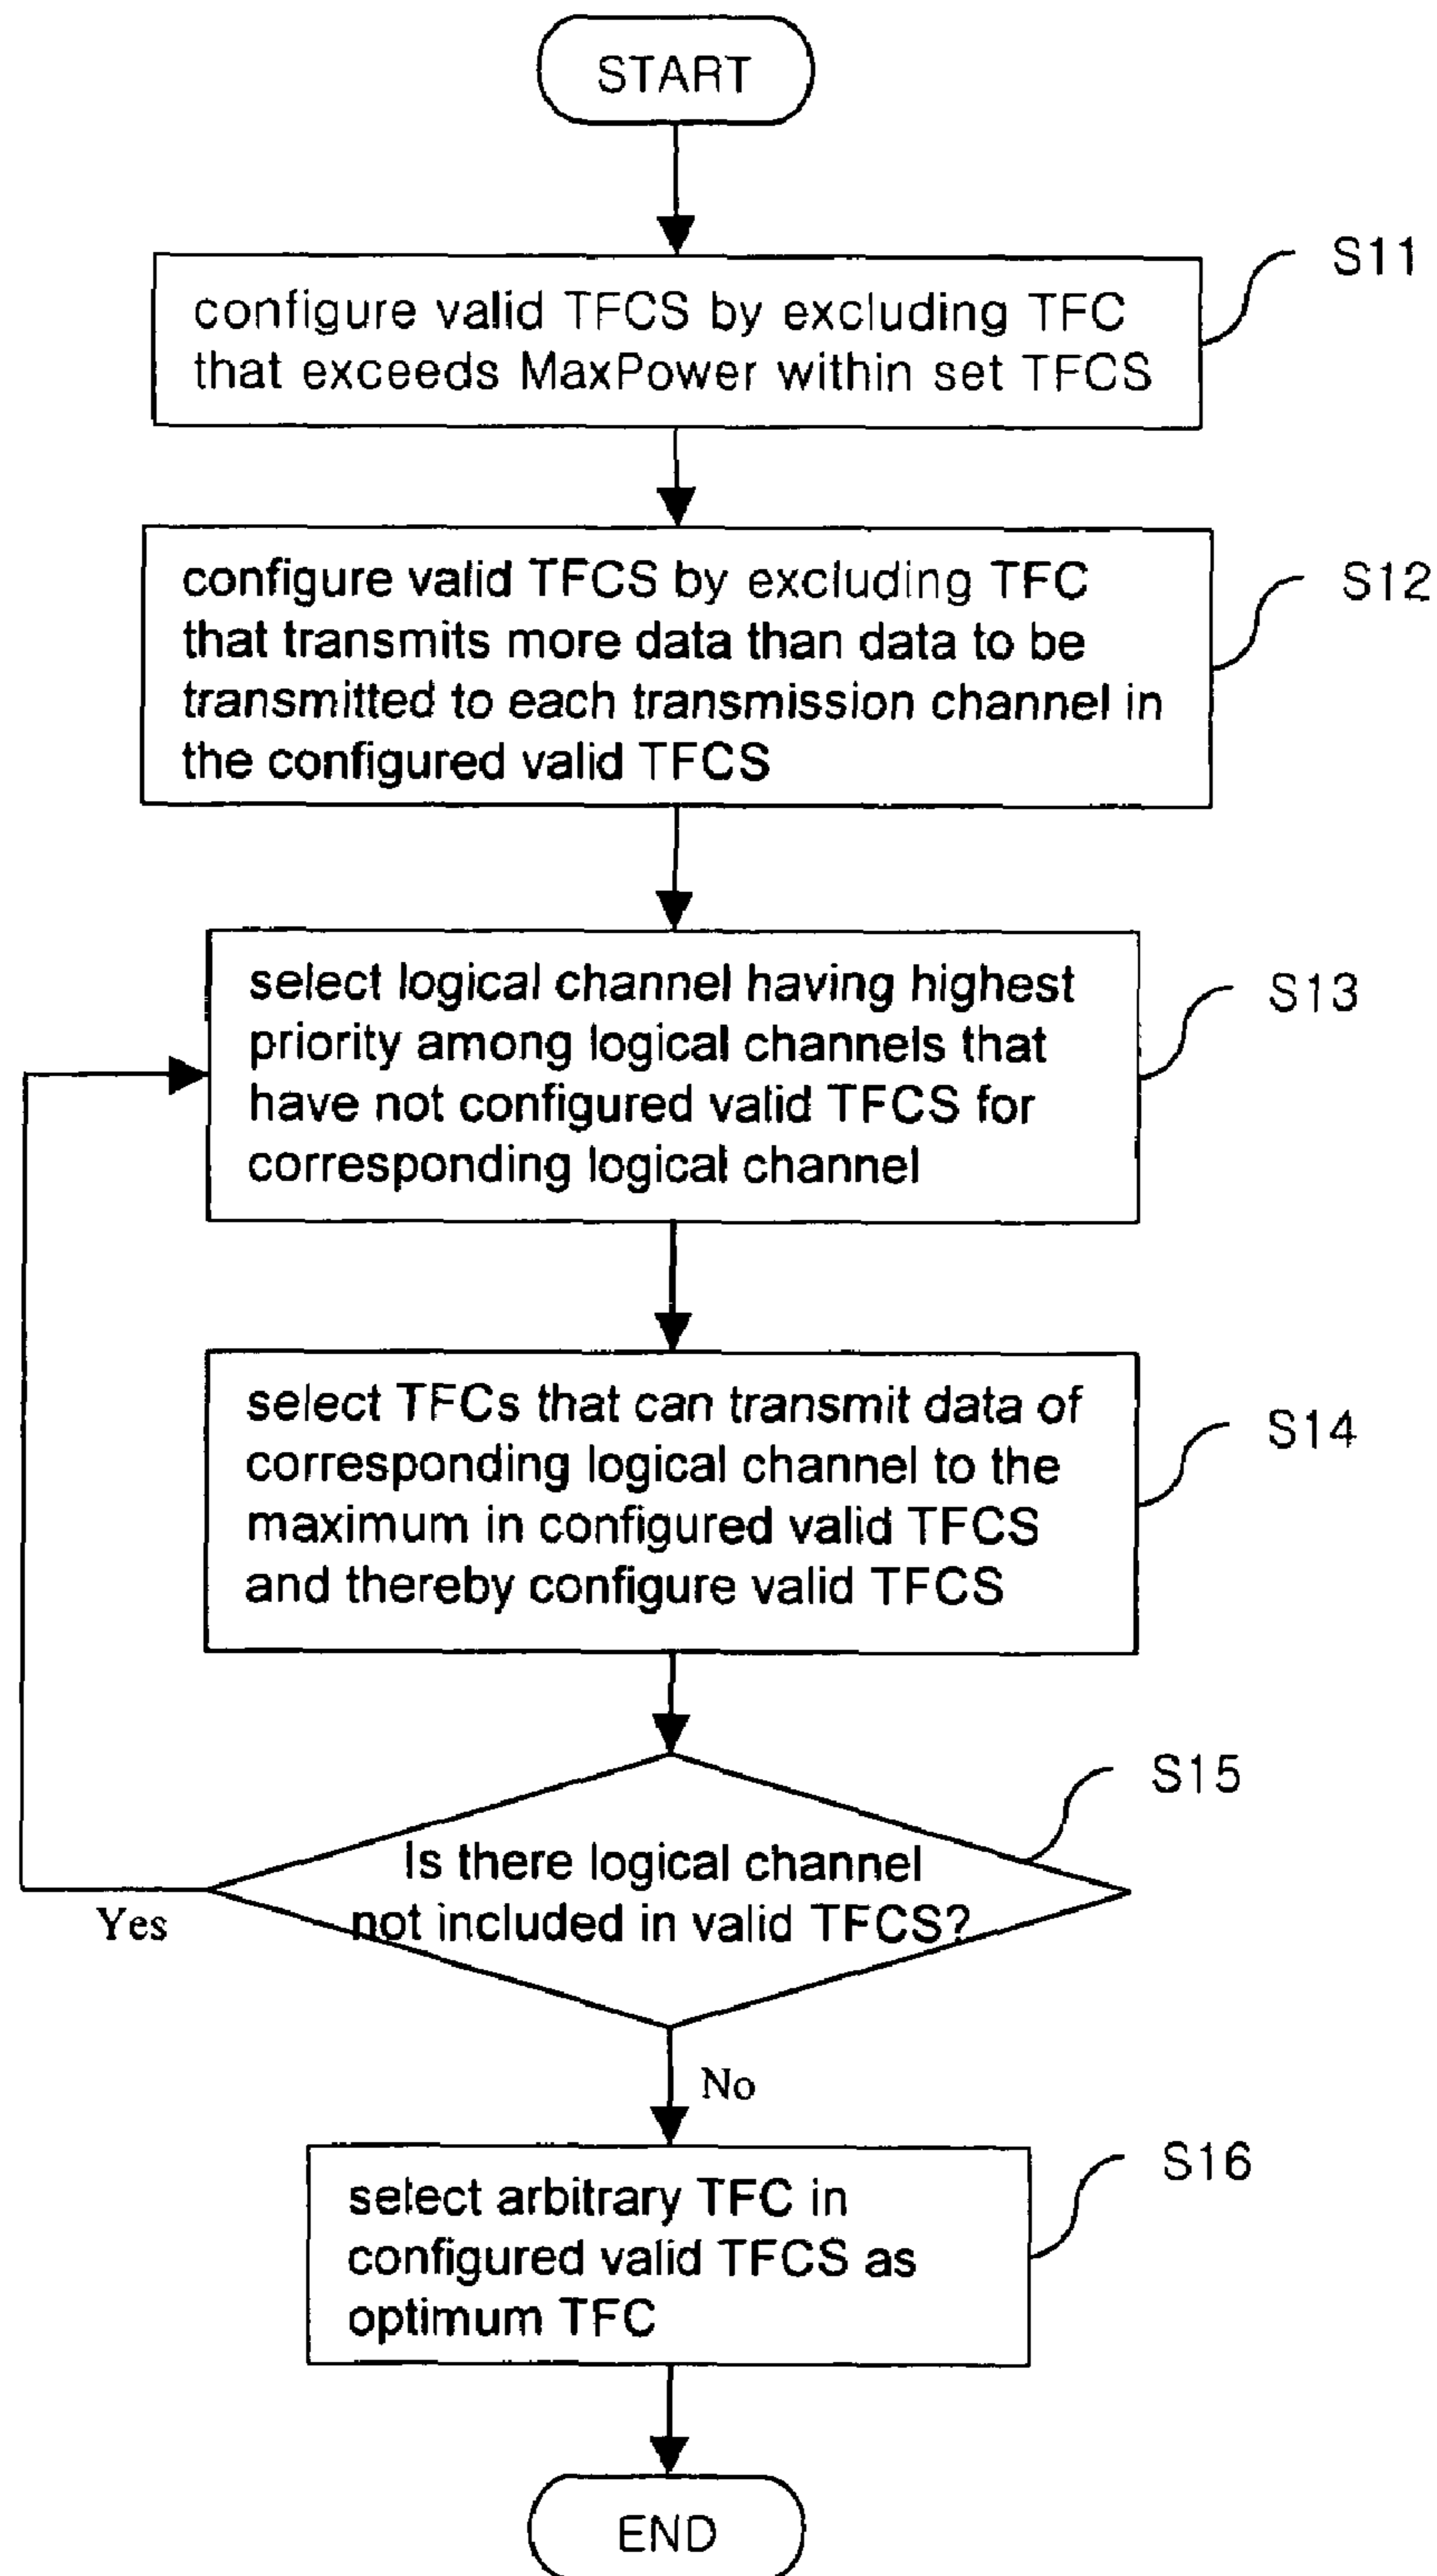 START
S11
configure valid TFCS by excluding TFC
that exceeds MaxPower within set TFCS
S12
configure valid TFCS by excluding TFC
that transmits more data than data to be
transmitted to each transmission channel in
the configured valid TFCS
S13
select logical channel having highest
priority among logical channels that
have not configured valid TFCS for
corresponding logical channel
S14
select TFCs that can transmit data of
corresponding logical channel to the
maximum in configured valid TFCS
and thereby configure valid TFCS
S15
Is there logical channel
not included in valid TFCS?
Yes
No
S16
select arbitrary TFC in
configured valid TFCS as
optimum TFC
END